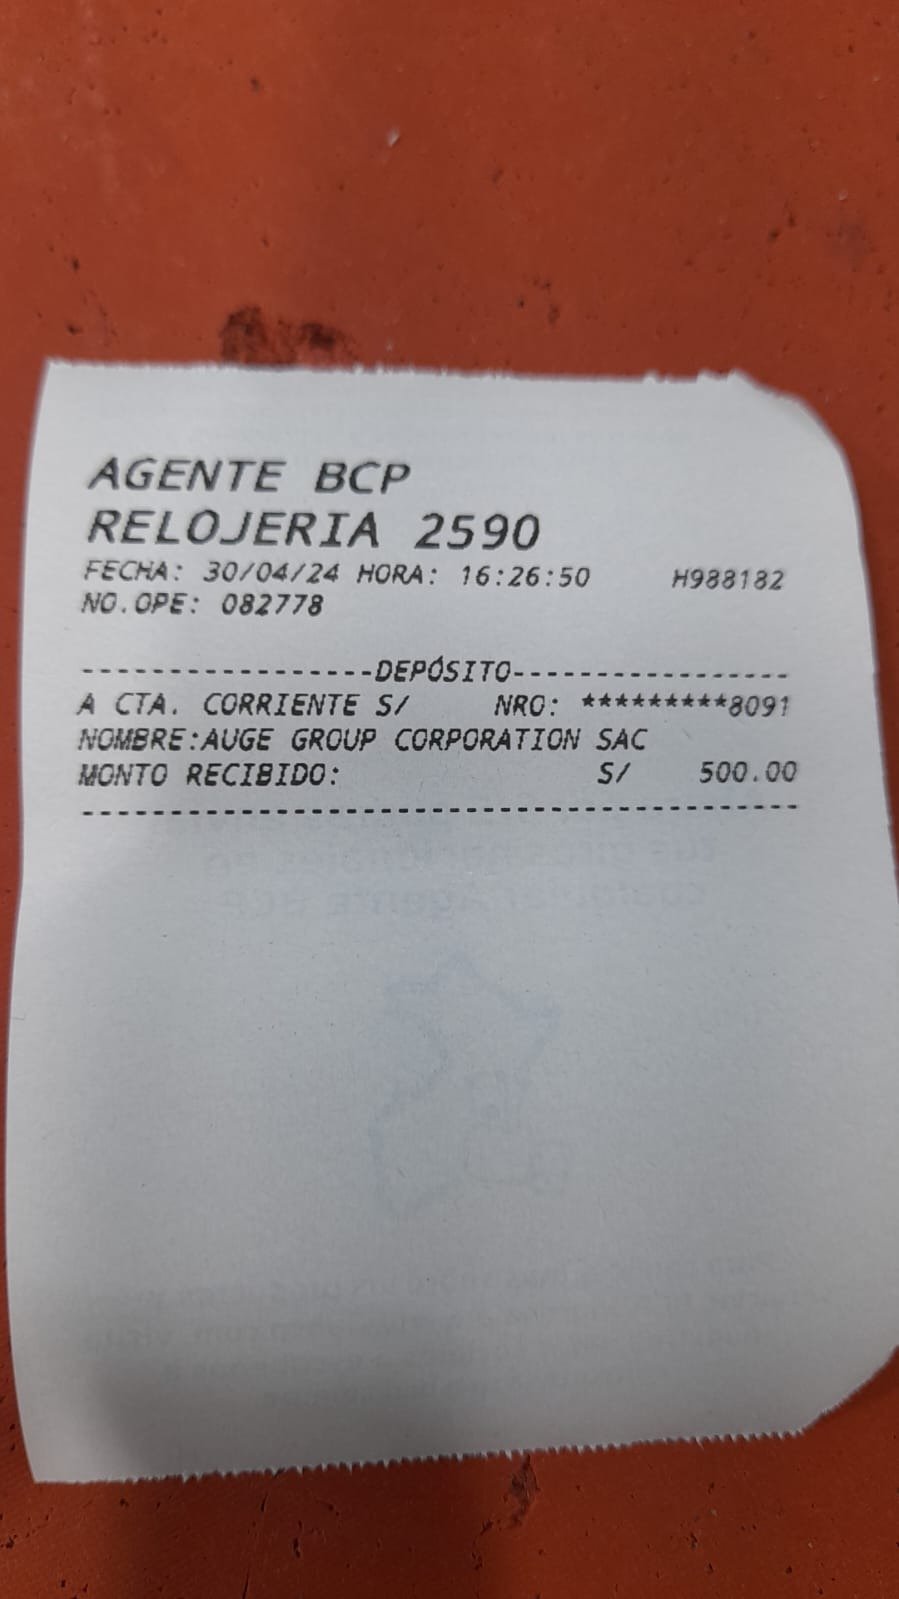 AGENTE BCP
RELOJERIA 2590
FECHA: 30/04/24 HORA: 16:26:50 H988182
NO.OPE: 082778
-----------------DEPÓSITO-----------------
A CTA. CORRIENTE S/ NRO: *********8091
NOMBRE:AUGE GROUP CORPORATION SAC
MONTO RECIBIDO: S/ 500.00
------------------------------------------